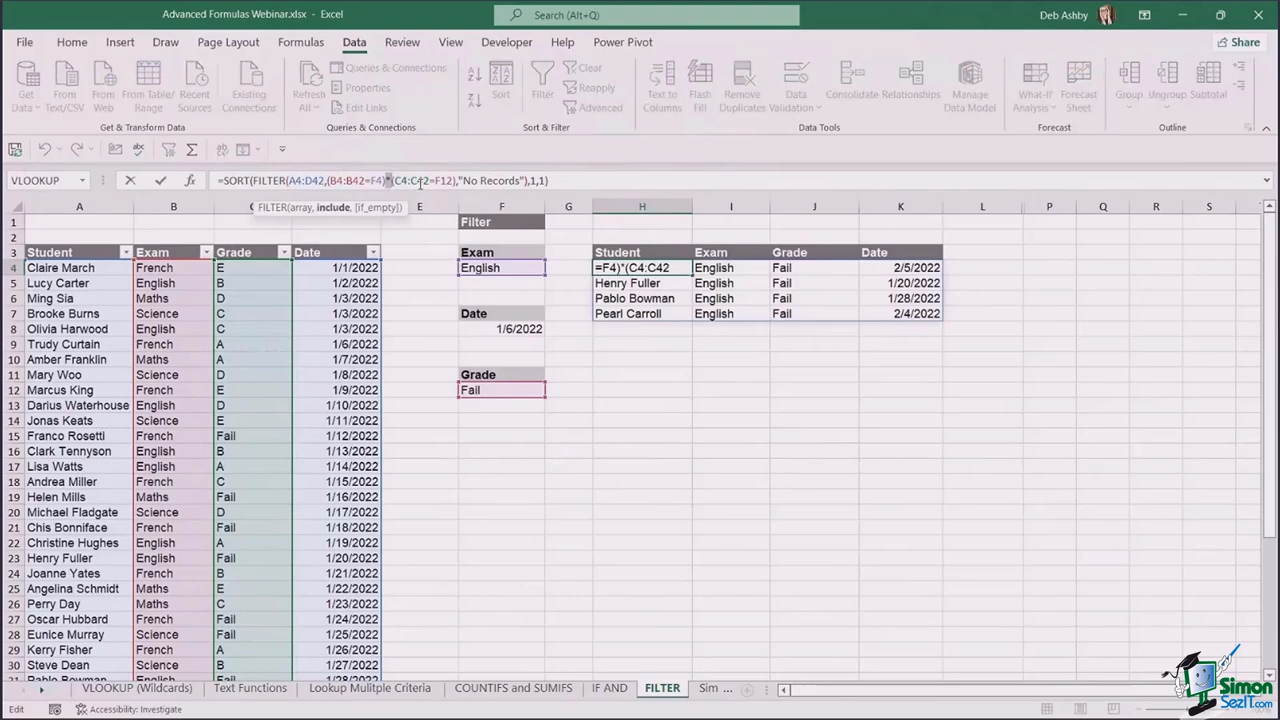 Advanced Formulas Webinar.xlsx - Excel
Search (Alt+Q)
Deb Ashby
File Home Insert Draw Page Layout Formulas Data Review View Developer Help Power Pivot
Share
Get Data
From Text/CSV
From Web
From Table/Range
Recent Sources
Existing Connections
Get & Transform Data
Refresh All
Queries & Connections
Properties
Edit Links
Queries & Connections
Sort
Filter
Clear
Reapply
Advanced
Sort & Filter
Text to Columns
Flash Fill
Remove Duplicates
Data Validation
Consolidate
Relationships
Manage Data Model
Data Tools
What-If Analysis
Forecast Sheet
Forecast
Group
Ungroup
Subtotal
Outline
VLOOKUP
=SORT(FILTER(A4:D42,(B4:B42=F4)*(C4:C42=F12),"No Records"),1,1)
FILTER(array, include, [if_empty])
A B C D E F G H I J K L P Q R S
1 Filter
2
3 Student Exam Grade Date Exam Student Exam Grade Date
4 Claire March French E 1/1/2022 English =F4)*(C4:C42 English Fail 2/5/2022
5 Lucy Carter English B 1/2/2022 Henry Fuller English Fail 1/20/2022
6 Ming Sia Maths D 1/3/2022 Pablo Bowman English Fail 1/28/2022
7 Brooke Burns Science C 1/3/2022 Date Pearl Carroll English Fail 2/4/2022
8 Olivia Harwood English C 1/3/2022 1/6/2022
9 Trudy Curtain French A 1/6/2022
10 Amber Franklin Maths A 1/7/2022
11 Mary Woo Science D 1/8/2022 Grade
12 Marcus King French E 1/9/2022 Fail
13 Darius Waterhouse English D 1/10/2022
14 Jonas Keats Science E 1/11/2022
15 Franco Rosetti French Fail 1/12/2022
16 Clark Tennyson English B 1/13/2022
17 Lisa Watts English A 1/14/2022
18 Andrea Miller French C 1/15/2022
19 Helen Mills Maths Fail 1/16/2022
20 Michael Fladgate Science D 1/17/2022
21 Chis Bonniface French Fail 1/18/2022
22 Christine Hughes English A 1/19/2022
23 Henry Fuller English Fail 1/20/2022
24 Joanne Yates French B 1/21/2022
25 Angelina Schmidt Maths E 1/22/2022
26 Perry Day Maths C 1/23/2022
27 Oscar Hubbard French Fail 1/24/2022
28 Eunice Murray Science Fail 1/25/2022
29 Kerry Fisher French A 1/26/2022
30 Steve Dean Science B 1/27/2022
31 Pablo Bowman English Fail 1/28/2022
VLOOKUP (Wildcards) Text Functions Lookup Mulitple Criteria COUNTIFS and SUMIFS IF AND FILTER Sim ...
Edit Accessibility: Investigate
Simon
SezIT.com